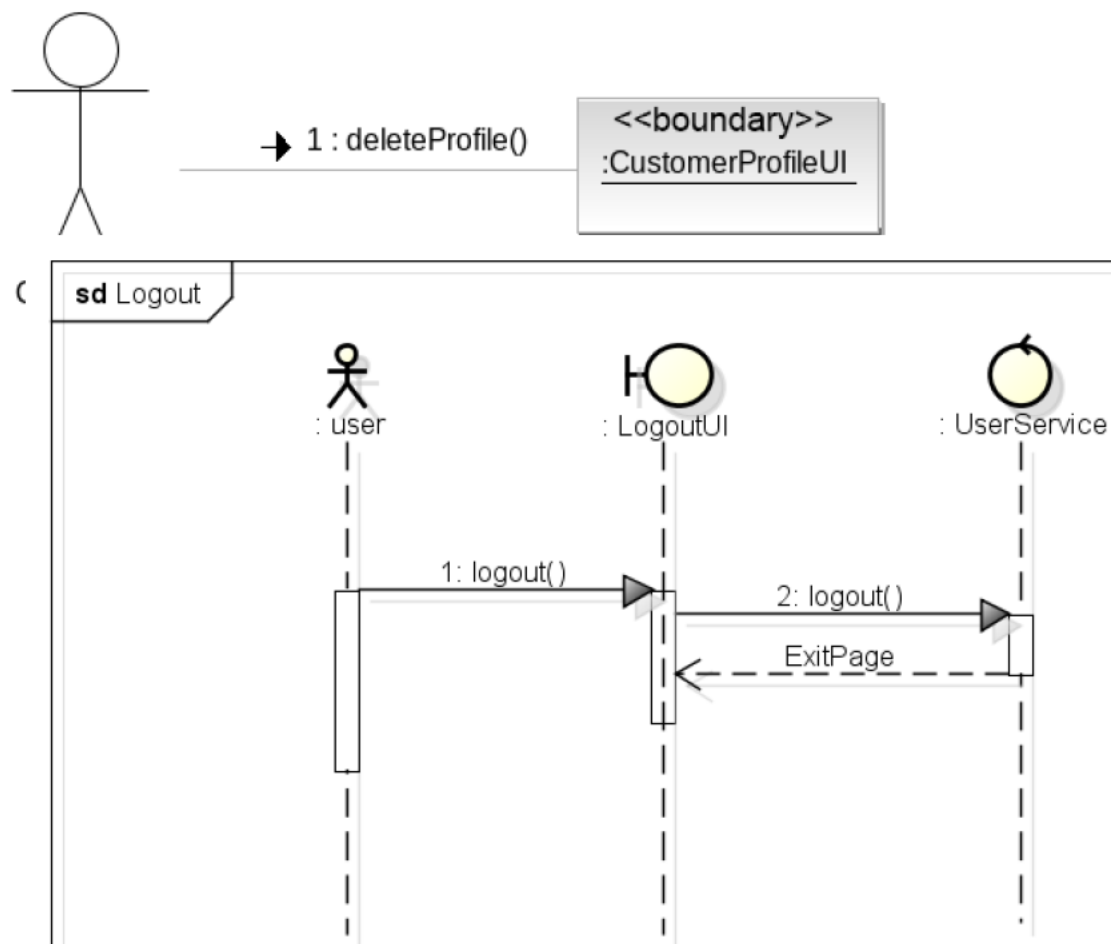 1 : deleteProfile()
<<boundary>>
:CustomerProfileUI
sd Logout
: user
: LogoutUI
: UserService
1: logout()
2: logout()
ExitPage